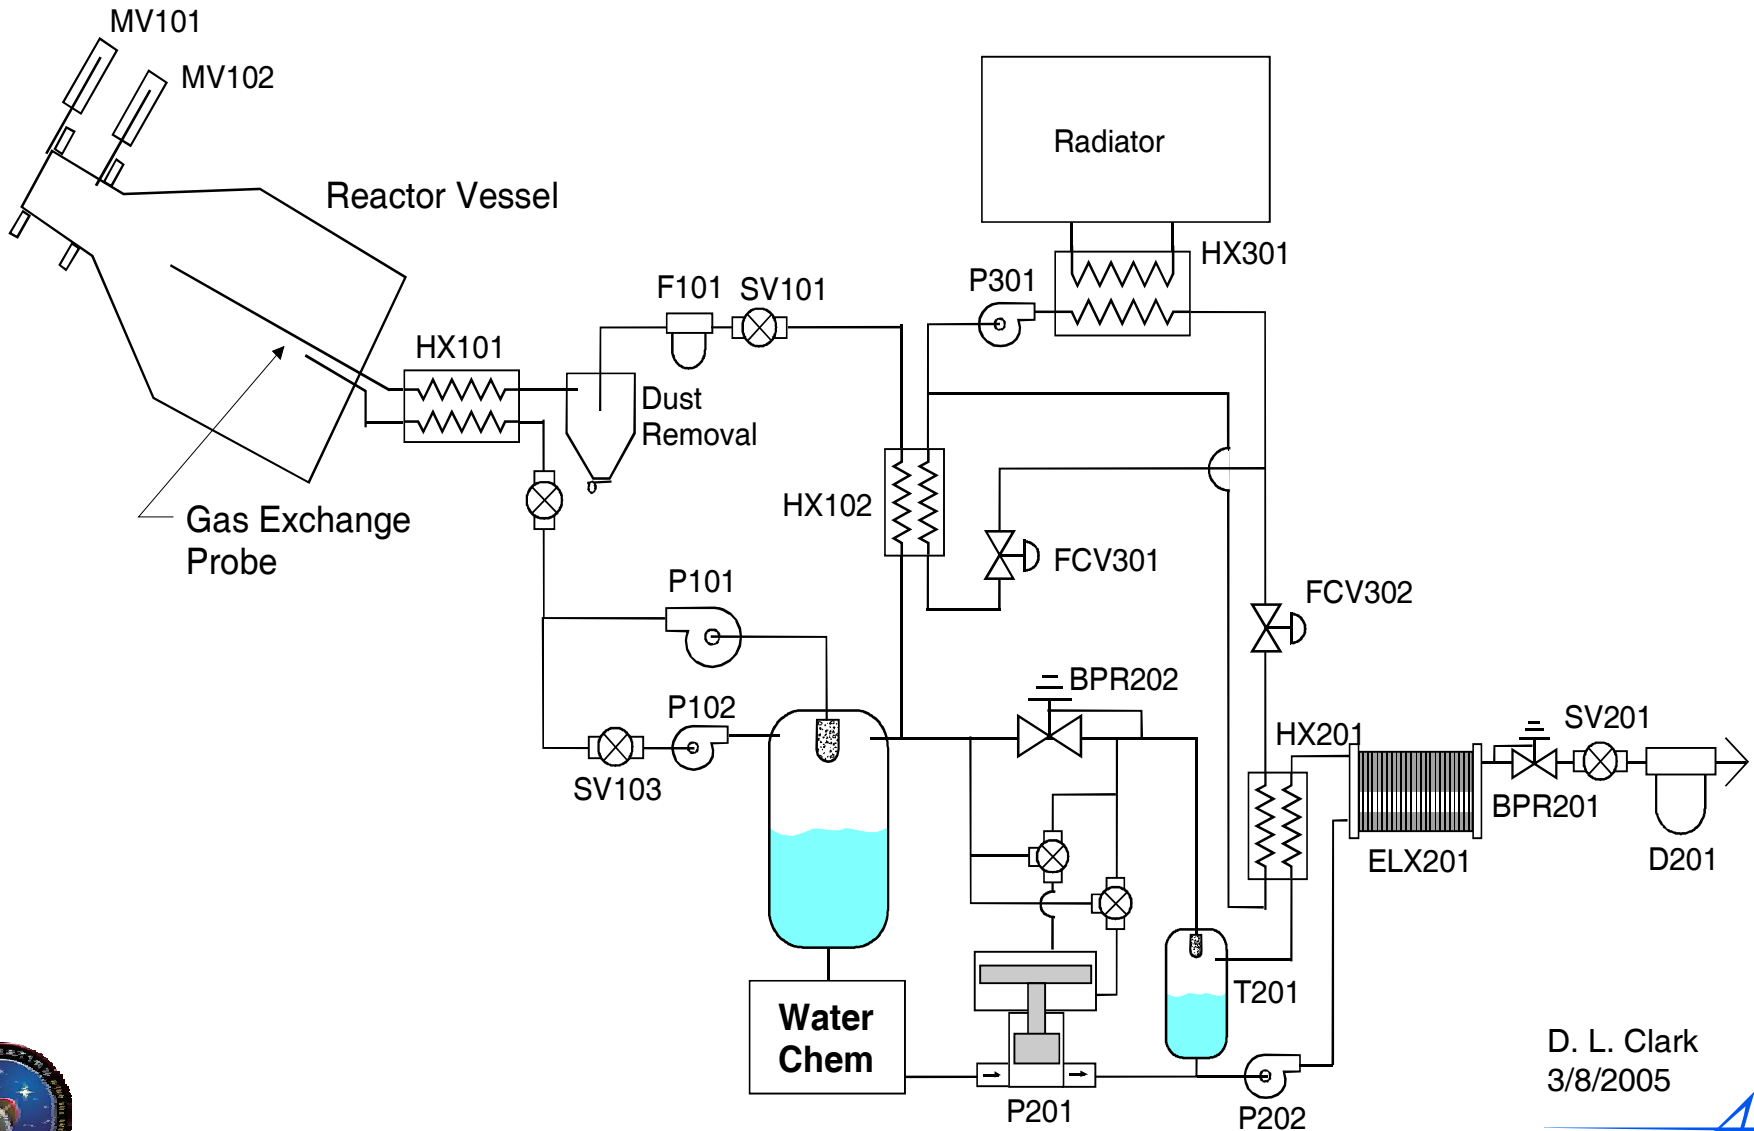 MV101
MV102
Reactor Vessel
Radiator
HX301
P301
F101
SV101
HX101
Dust
Removal
HX102
Gas Exchange
Probe
FCV301
FCV302
P101
P102
SV103
BPR202
HX201
SV201
BPR201
ELX201
D201
T201
Water
Chem
P201
P202
D. L. Clark
3/8/2005